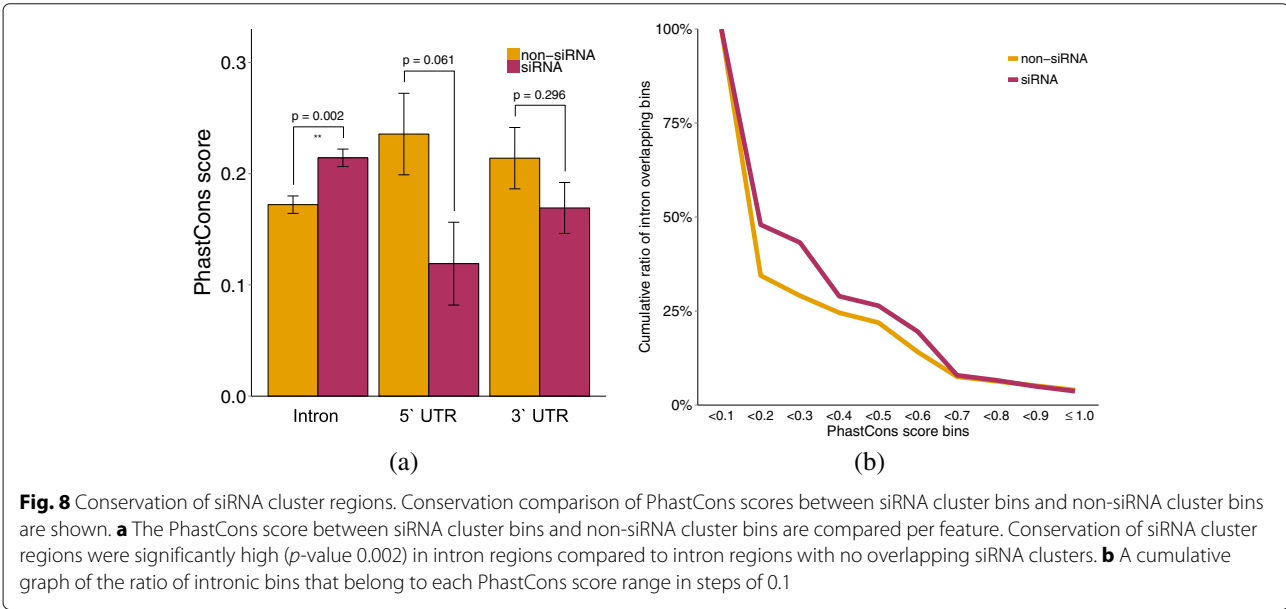 0.3
0.2
0.1
0.0
PhastCons score
non-siRNA
siRNA
p = 0.002
**
p = 0.061
p = 0.296
Intron
5` UTR
3` UTR
(a)
100%
75%
50%
25%
0%
Cumulative ratio of intron overlapping bins
non-siRNA
siRNA
<0.1 <0.2 <0.3 <0.4 <0.5 <0.6 <0.7 <0.8 <0.9 ≤ 1.0
PhastCons score bins
(b)
Fig. 8 Conservation of siRNA cluster regions. Conservation comparison of PhastCons scores between siRNA cluster bins and non-siRNA cluster bins
are shown. a The PhastCons score between siRNA cluster bins and non-siRNA cluster bins are compared per feature. Conservation of siRNA cluster
regions were significantly high (p-value 0.002) in intron regions compared to intron regions with no overlapping siRNA clusters. b A cumulative
graph of the ratio of intronic bins that belong to each PhastCons score range in steps of 0.1